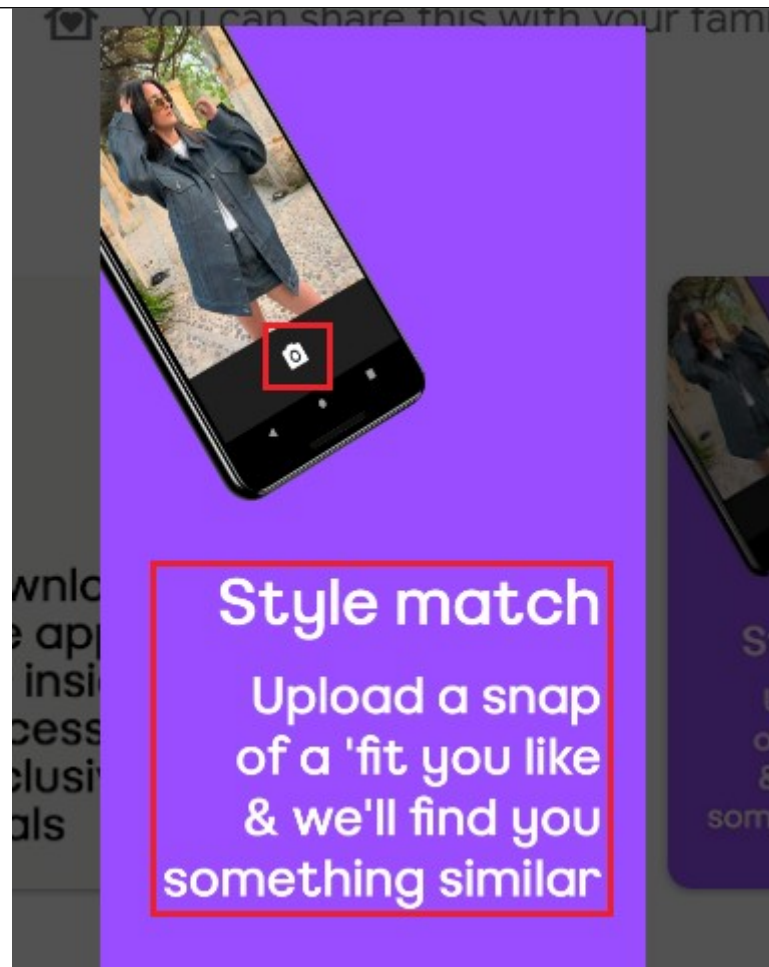 You can share this with your fam
Style match
Upload a snap
of a 'fit you like
& we'll find you
something similar
als